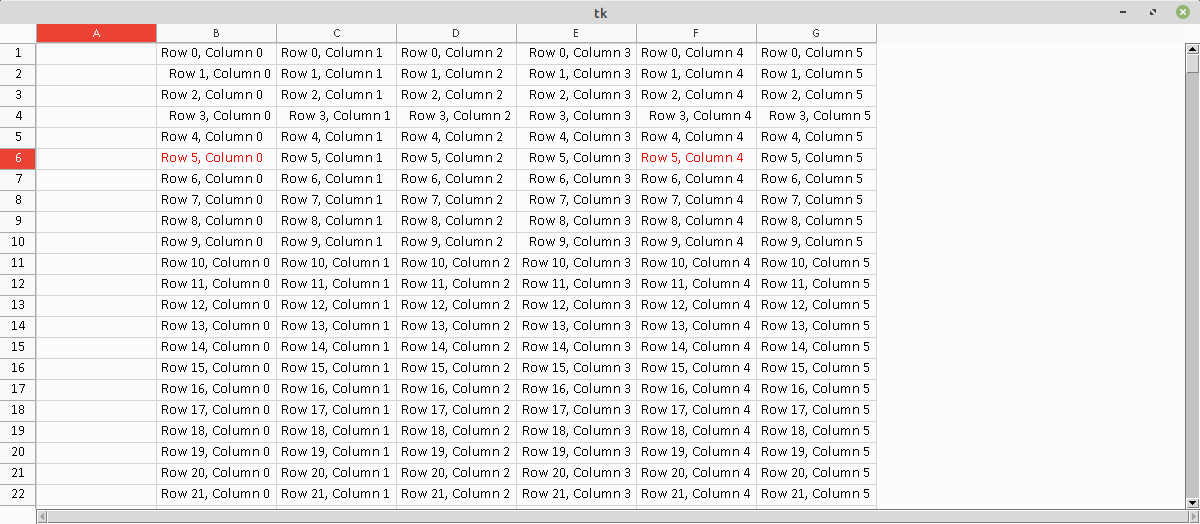 tk
A B C D E F G
1 Row 0, Column 0 Row 0, Column 1 Row 0, Column 2 Row 0, Column 3 Row 0, Column 4 Row 0, Column 5
2 Row 1, Column 0 Row 1, Column 1 Row 1, Column 2 Row 1, Column 3 Row 1, Column 4 Row 1, Column 5
3 Row 2, Column 0 Row 2, Column 1 Row 2, Column 2 Row 2, Column 3 Row 2, Column 4 Row 2, Column 5
4 Row 3, Column 0 Row 3, Column 1 Row 3, Column 2 Row 3, Column 3 Row 3, Column 4 Row 3, Column 5
5 Row 4, Column 0 Row 4, Column 1 Row 4, Column 2 Row 4, Column 3 Row 4, Column 4 Row 4, Column 5
6 Row 5, Column 0 Row 5, Column 1 Row 5, Column 2 Row 5, Column 3 Row 5, Column 4 Row 5, Column 5
7 Row 6, Column 0 Row 6, Column 1 Row 6, Column 2 Row 6, Column 3 Row 6, Column 4 Row 6, Column 5
8 Row 7, Column 0 Row 7, Column 1 Row 7, Column 2 Row 7, Column 3 Row 7, Column 4 Row 7, Column 5
9 Row 8, Column 0 Row 8, Column 1 Row 8, Column 2 Row 8, Column 3 Row 8, Column 4 Row 8, Column 5
10 Row 9, Column 0 Row 9, Column 1 Row 9, Column 2 Row 9, Column 3 Row 9, Column 4 Row 9, Column 5
11 Row 10, Column 0 Row 10, Column 1 Row 10, Column 2 Row 10, Column 3 Row 10, Column 4 Row 10, Column 5
12 Row 11, Column 0 Row 11, Column 1 Row 11, Column 2 Row 11, Column 3 Row 11, Column 4 Row 11, Column 5
13 Row 12, Column 0 Row 12, Column 1 Row 12, Column 2 Row 12, Column 3 Row 12, Column 4 Row 12, Column 5
14 Row 13, Column 0 Row 13, Column 1 Row 13, Column 2 Row 13, Column 3 Row 13, Column 4 Row 13, Column 5
15 Row 14, Column 0 Row 14, Column 1 Row 14, Column 2 Row 14, Column 3 Row 14, Column 4 Row 14, Column 5
16 Row 15, Column 0 Row 15, Column 1 Row 15, Column 2 Row 15, Column 3 Row 15, Column 4 Row 15, Column 5
17 Row 16, Column 0 Row 16, Column 1 Row 16, Column 2 Row 16, Column 3 Row 16, Column 4 Row 16, Column 5
18 Row 17, Column 0 Row 17, Column 1 Row 17, Column 2 Row 17, Column 3 Row 17, Column 4 Row 17, Column 5
19 Row 18, Column 0 Row 18, Column 1 Row 18, Column 2 Row 18, Column 3 Row 18, Column 4 Row 18, Column 5
20 Row 19, Column 0 Row 19, Column 1 Row 19, Column 2 Row 19, Column 3 Row 19, Column 4 Row 19, Column 5
21 Row 20, Column 0 Row 20, Column 1 Row 20, Column 2 Row 20, Column 3 Row 20, Column 4 Row 20, Column 5
22 Row 21, Column 0 Row 21, Column 1 Row 21, Column 2 Row 21, Column 3 Row 21, Column 4 Row 21, Column 5